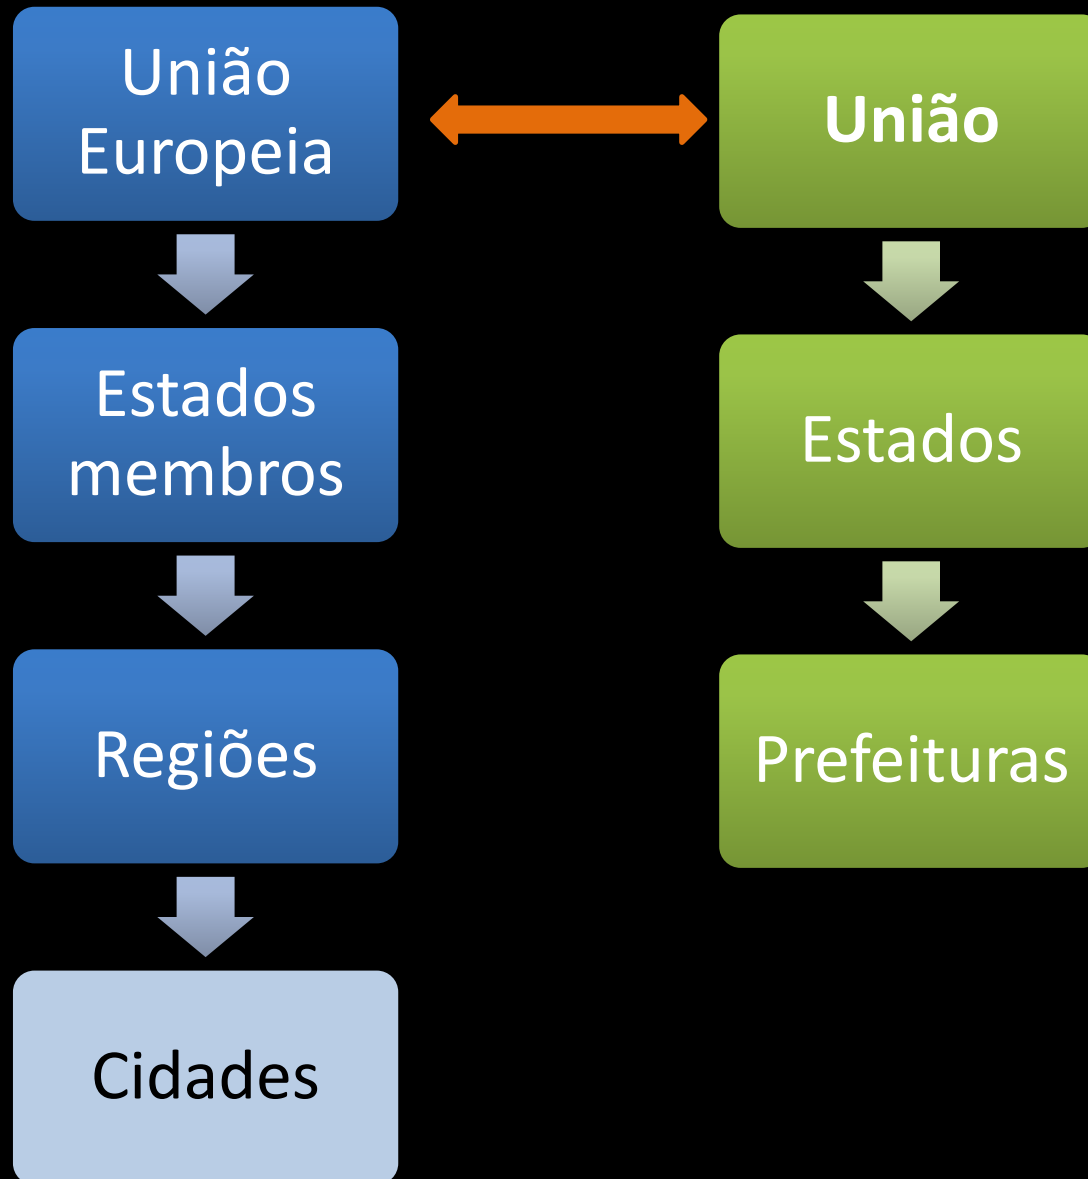 União
Europeia
Estados
membros
Regiões
Cidades
União
Estados
Prefeituras